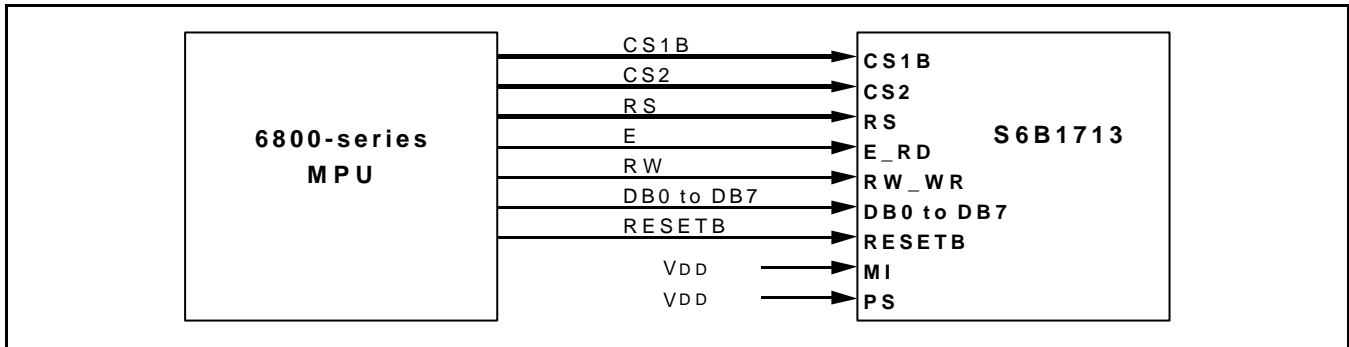 CS1B
CS1B
CS2
CS2
RS
RS
S6B1713
6800-series
MPU
E
E_RD
RW
RW_WR
DB0 to DB7
DB0 to DB7
RESETB
RESETB
VDD
MI
VDD
PS